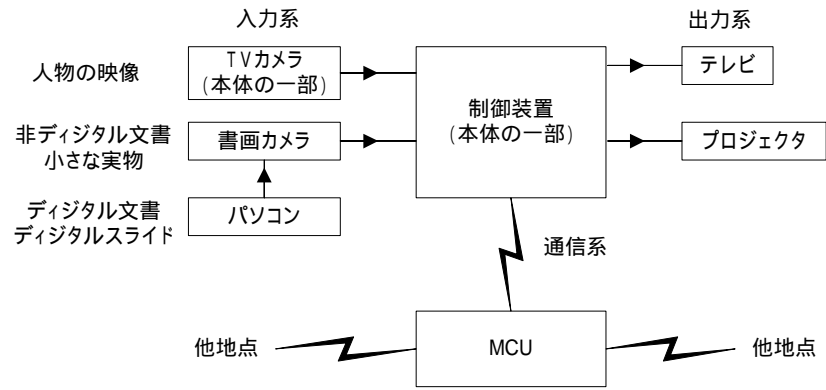 入力系
出力系
人物の映像
TVカメラ
(本体の一部)
制御装置
(本体の一部)
テレビ
非ディジタル文書
小さな実物
書画カメラ
プロジェクタ
ディジタル文書
ディジタルスライド
パソコン
通信系
他地点
MCU
他地点